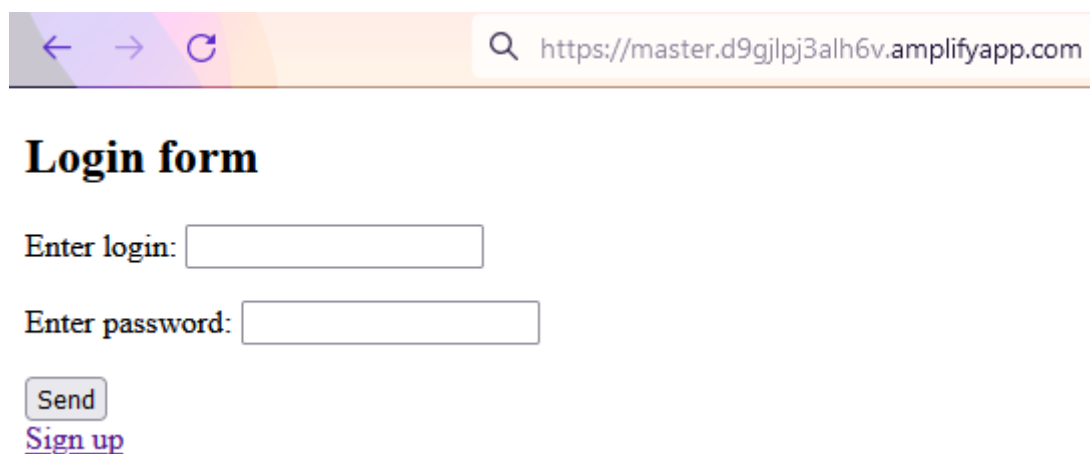 https://master.d9gjlpj3alh6v.amplifyapp.com
Login form
Enter login:
Enter password:
Send
Sign up